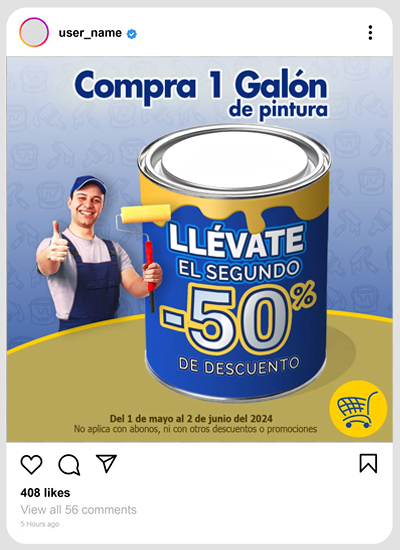 user_name
Compra 1 Galón
de pintura
LLÉVATE
EL SEGUNDO
-50%
DE DESCUENTO
Del 1 de mayo al 2 de junio del 2024
No aplica con abonos, ni con otros descuentos o promociones
408 likes
View all 56 comments
5 Hours ago